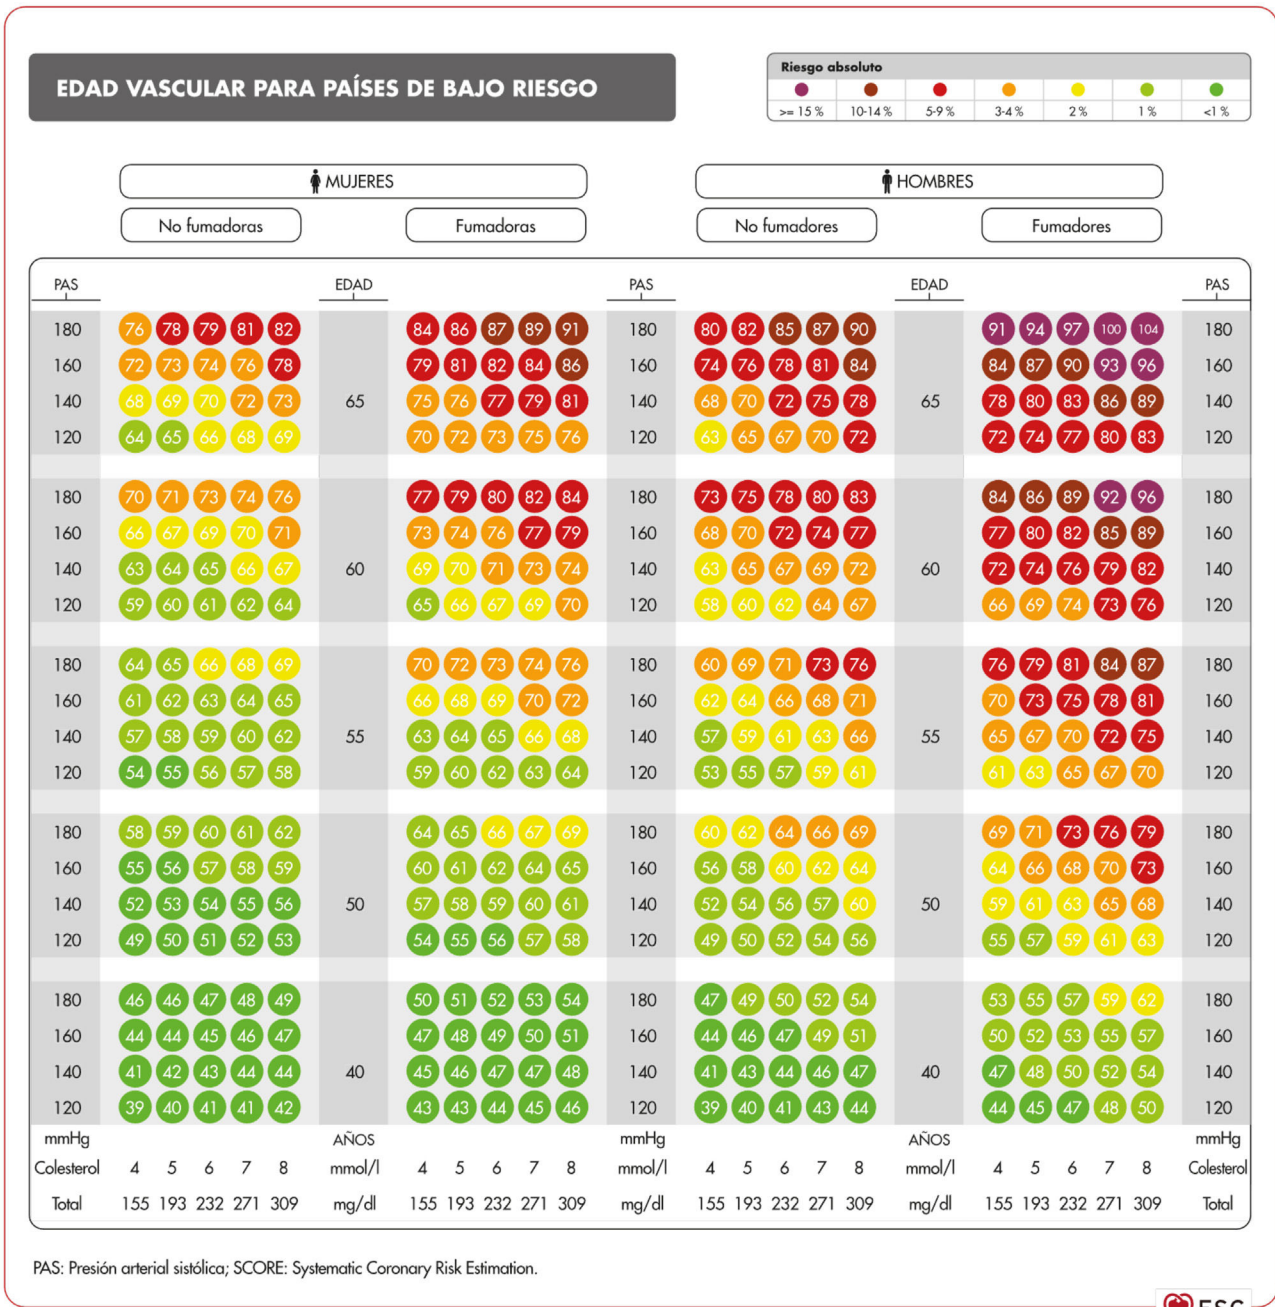 EDAD VASCULAR PARA PAÍSES DE BAJO RIESGO
Riesgo absoluto
>= 15 % 10-14 % 5-9 % 3-4 % 2 % 1 % <1 %
MUJERES HOMBRES
No fumadoras Fumadoras No fumadores Fumadores
PAS EDAD PAS EDAD PAS
180 76 78 79 81 82 84 86 87 89 91 180 80 82 85 87 90 91 94 97 100 104 180
160 72 73 74 76 78 79 81 82 84 86 160 74 76 78 81 84 84 87 90 93 96 160
140 68 69 70 72 73 65 75 76 77 79 81 140 68 70 72 75 78 65 78 80 83 86 89 140
120 64 65 66 68 69 70 72 73 75 76 120 63 65 67 70 72 72 74 77 80 83 120
180 70 71 73 74 76 77 79 80 82 84 180 73 75 78 80 83 84 86 89 92 96 180
160 66 67 69 70 71 73 74 76 77 79 160 68 70 72 74 77 77 80 82 85 89 160
140 63 64 65 66 67 60 69 70 71 73 74 140 63 65 67 69 72 60 72 74 76 79 82 140
120 59 60 61 62 64 65 66 67 69 70 120 58 60 62 64 67 66 69 74 73 76 120
180 64 65 66 68 69 70 72 73 74 76 180 60 69 71 73 76 76 79 81 84 87 180
160 61 62 63 64 65 66 68 69 70 72 160 62 64 66 68 71 70 73 75 78 81 160
140 57 58 59 60 62 55 63 64 65 66 68 140 57 59 61 63 66 55 65 67 70 72 75 140
120 54 55 56 57 58 59 60 62 63 64 120 53 55 57 59 61 61 63 65 67 70 120
180 58 59 60 61 62 64 65 66 67 69 180 60 62 64 66 69 69 71 73 76 79 180
160 55 56 57 58 59 60 61 62 64 65 160 56 58 60 62 64 64 66 68 70 73 160
140 52 53 54 55 56 50 57 58 59 60 61 140 52 54 56 57 60 50 59 61 63 65 68 140
120 49 50 51 52 53 54 55 56 57 58 120 49 50 52 54 56 55 57 59 61 63 120
180 46 46 47 48 49 50 51 52 53 54 180 47 49 50 52 54 53 55 57 59 62 180
160 44 44 45 46 47 47 48 49 50 51 160 44 46 47 49 51 50 52 53 55 57 160
140 41 42 43 44 44 40 45 46 47 47 48 140 41 43 44 46 47 40 47 48 50 52 54 140
120 39 40 41 41 42 43 43 44 45 46 120 39 40 41 43 44 44 45 47 48 50 120
mmHg AÑOS mmHg AÑOS mmHg
Colesterol 4 5 6 7 8 mmol/l 4 5 6 7 8 mmol/l 4 5 6 7 8 mmol/l 4 5 6 7 8 Colesterol
Total 155 193 232 271 309 mg/dl 155 193 232 271 309 mg/dl 155 193 232 271 309 mg/dl 155 193 232 271 309 Total
PAS: Presión arterial sistólica; SCORE: Systematic Coronary Risk Estimation.
ESC